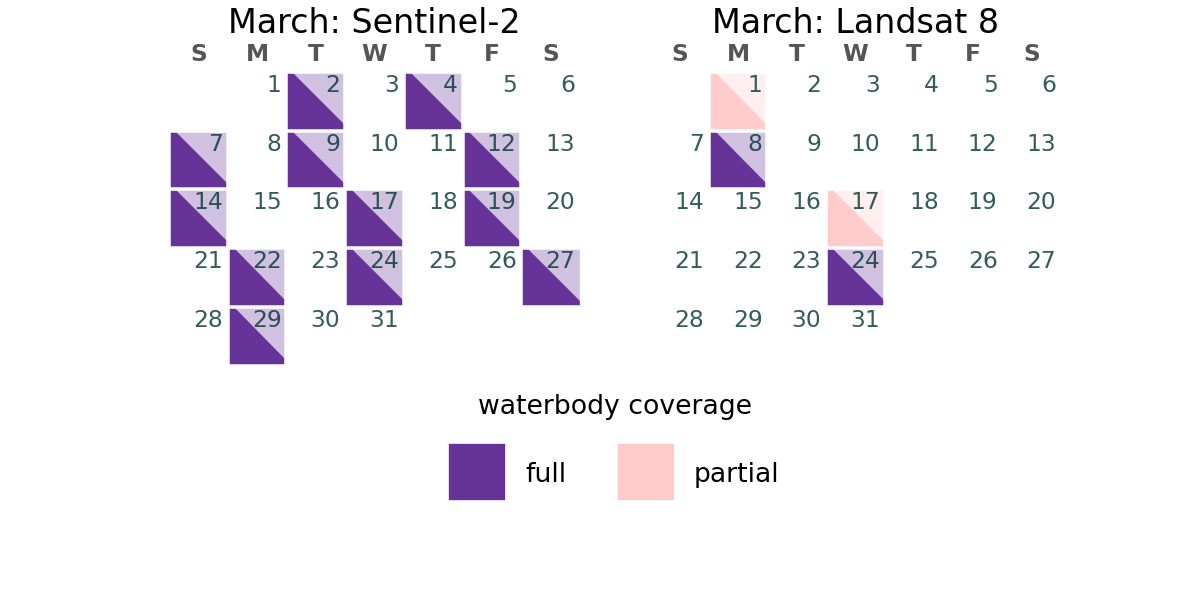 March: Sentinel-2
S M T W T F S
1 2 3 4 5 6
7 8 9 10 11 12 13
14 15 16 17 18 19 20
21 22 23 24 25 26 27
28 29 30 31
March: Landsat 8
S M T W T F S
1 2 3 4 5 6
7 8 9 10 11 12 13
14 15 16 17 18 19 20
21 22 23 24 25 26 27
28 29 30 31
waterbody coverage
full partial